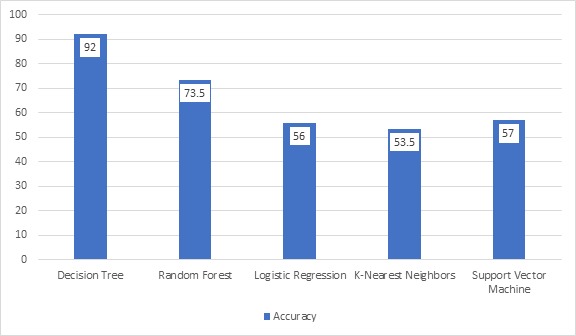 100
90
80
70
60
50
40
30
20
10
0
92
73.5
56
53.5
57
Decision Tree
Random Forest
Logistic Regression
K-Nearest Neighbors
Support Vector
Machine
Accuracy